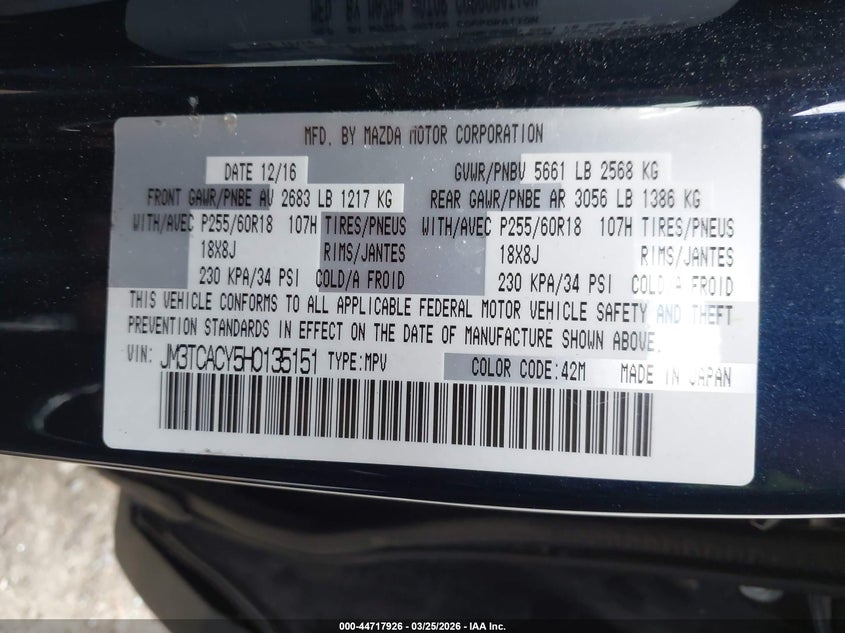 MFD. BY MAZDA MOTOR CORPORATION
DATE 12/16 GVWR/PNBV 5661 LB 2568 KG
FRONT GAWR/PNBE AV 2683 LB 1217 KG REAR GAWR/PNBE AR 3056 LB 1386 KG
WITH/AVEC P255/60R18 107H TIRES/PNEUS WITH/AVEC P255/60R18 107H TIRES/PNEUS
18X8J RIMS/JANTES 18X8J RIMS/JANTES
230 KPA/34 PSI COLD/A FROID 230 KPA/34 PSI COLD/A FROID
THIS VEHICLE CONFORMS TO ALL APPLICABLE FEDERAL MOTOR VEHICLE SAFETY AND THEFT
PREVENTION STANDARDS IN EFFECT ON THE DATE OF MANUFACTURE SHOWN ABOVE.
VIN: JM3TCACY5H0135151 TYPE:MPV COLOR CODE:42M MADE IN JAPAN
000-44717926 - 03/25/2026 - IAA Inc.